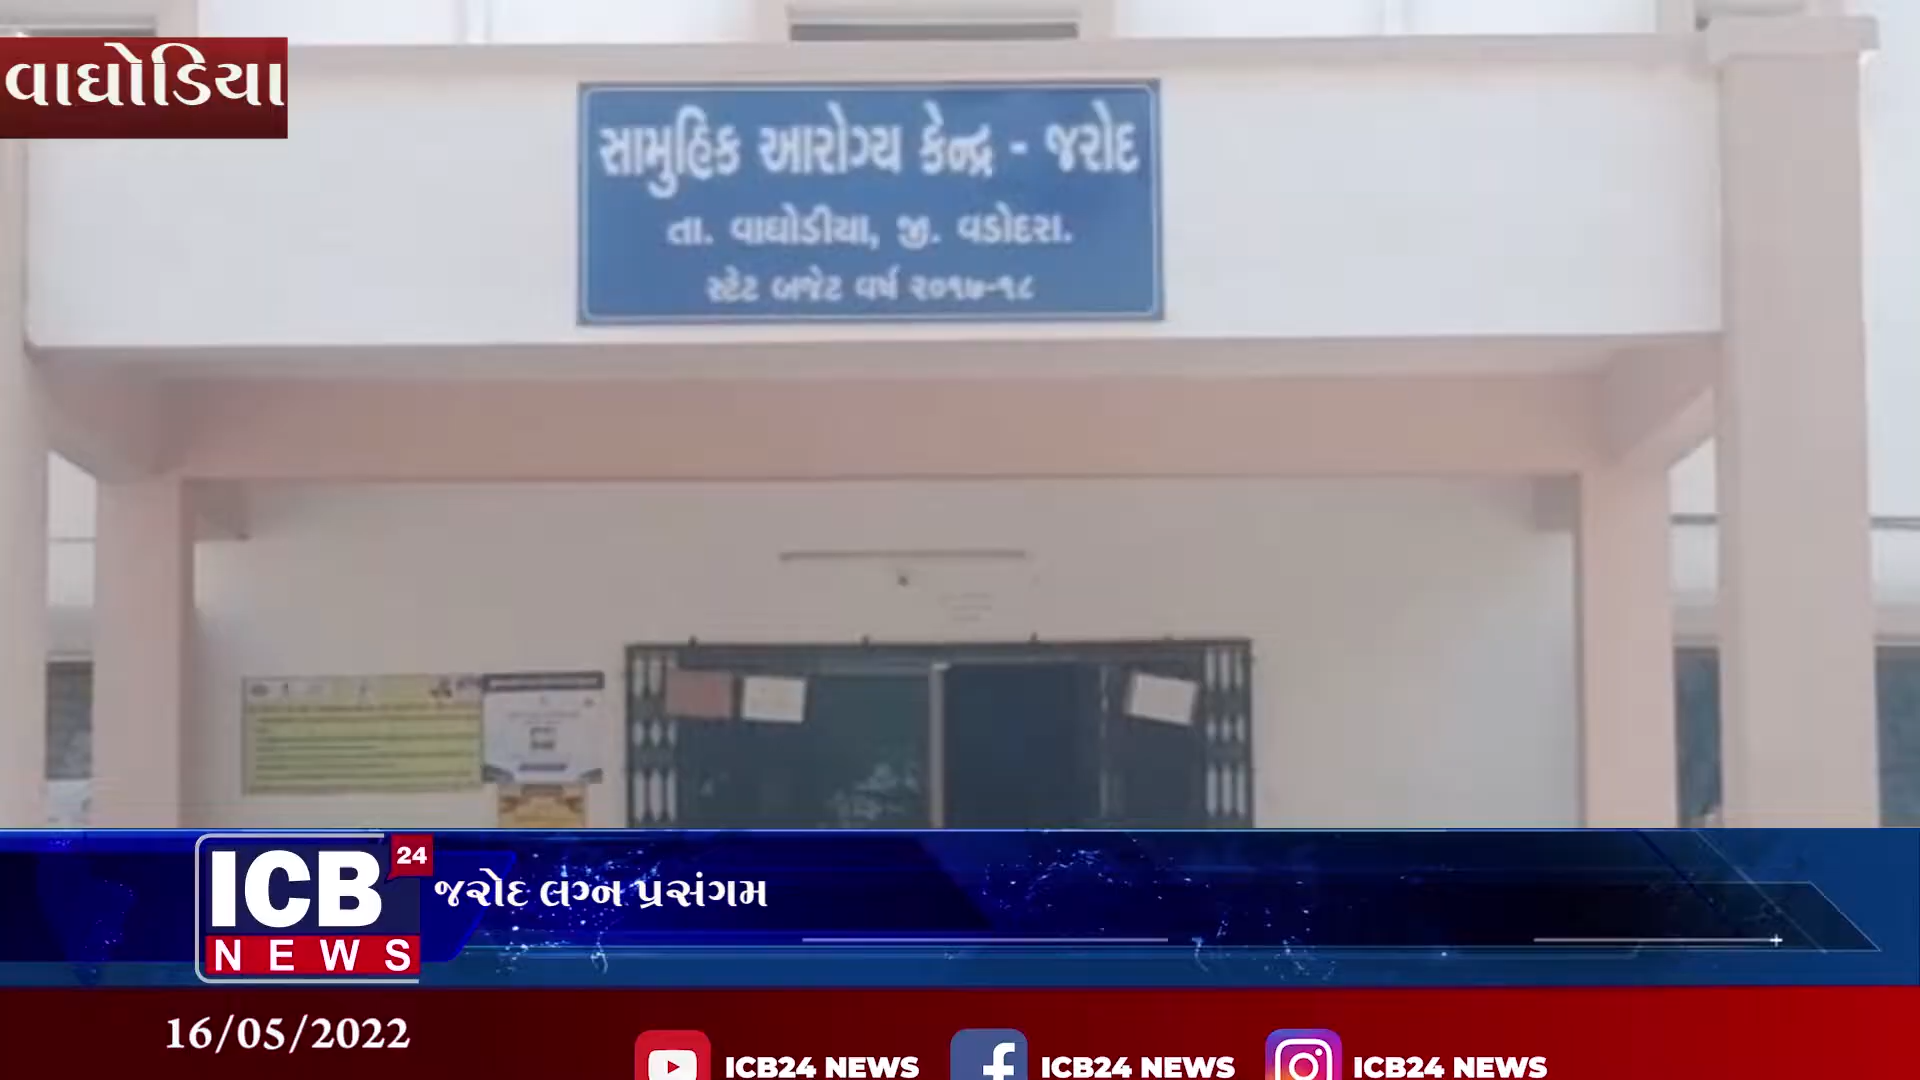 વાઘોડિયા
સામુહિક આરોગ્ય કેન્દ્ર - જરોદ
તા. વાઘોડીયા, જી. વડોદરા.
સ્ટેટ બજેટ વર્ષ ૨૦૧૭-૧૮
ICB 24
NEWS
જરોદ લગ્ન પ્રસંગમ
16/05/2022
ICB24 NEWS ICB24 NEWS ICB24 NEWS